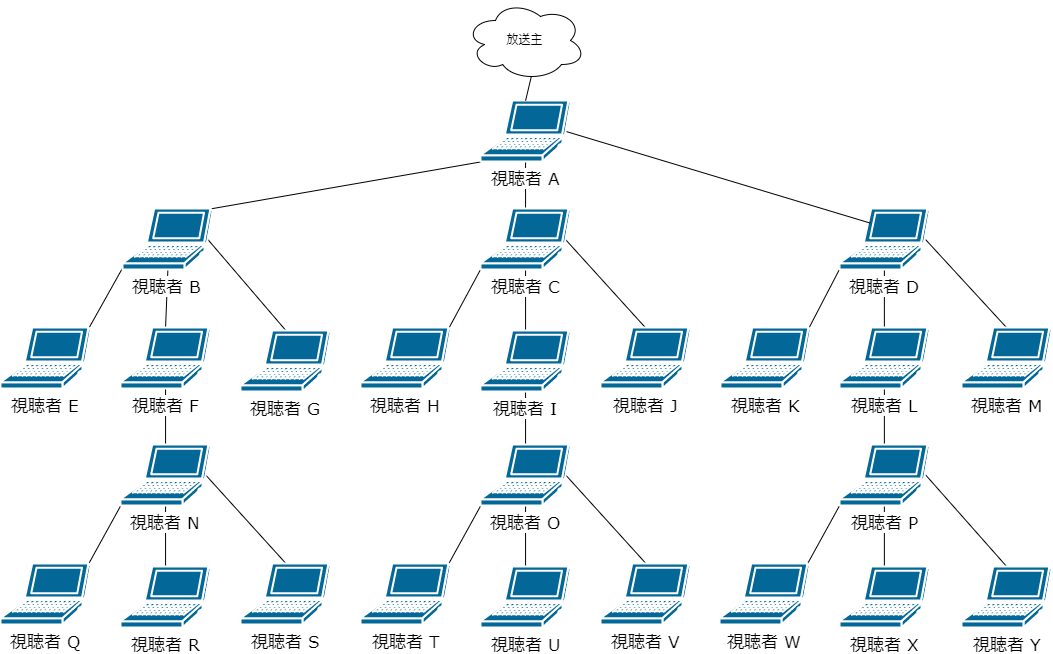 放送主
視聴者 A
視聴者 B
視聴者 C
視聴者 D
視聴者 E
視聴者 F
視聴者 G
視聴者 H
視聴者 I
視聴者 J
視聴者 K
視聴者 L
視聴者 M
視聴者 N
視聴者 O
視聴者 P
視聴者 Q
視聴者 R
視聴者 S
視聴者 T
視聴者 U
視聴者 V
視聴者 W
視聴者 X
視聴者 Y